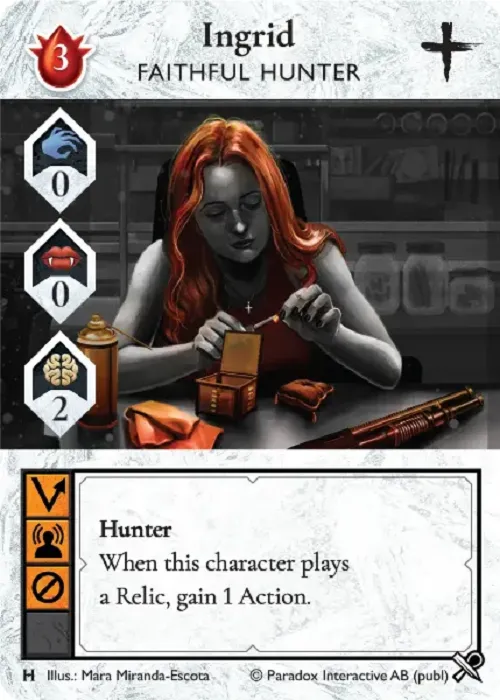 Ingrid
3
FAITHFUL HUNTER
0
0
2
Hunter
When this character plays
a Relic, gain 1 Action.
H Illus.: Mara Miranda-Escota © Paradox Interactive AB (publ)